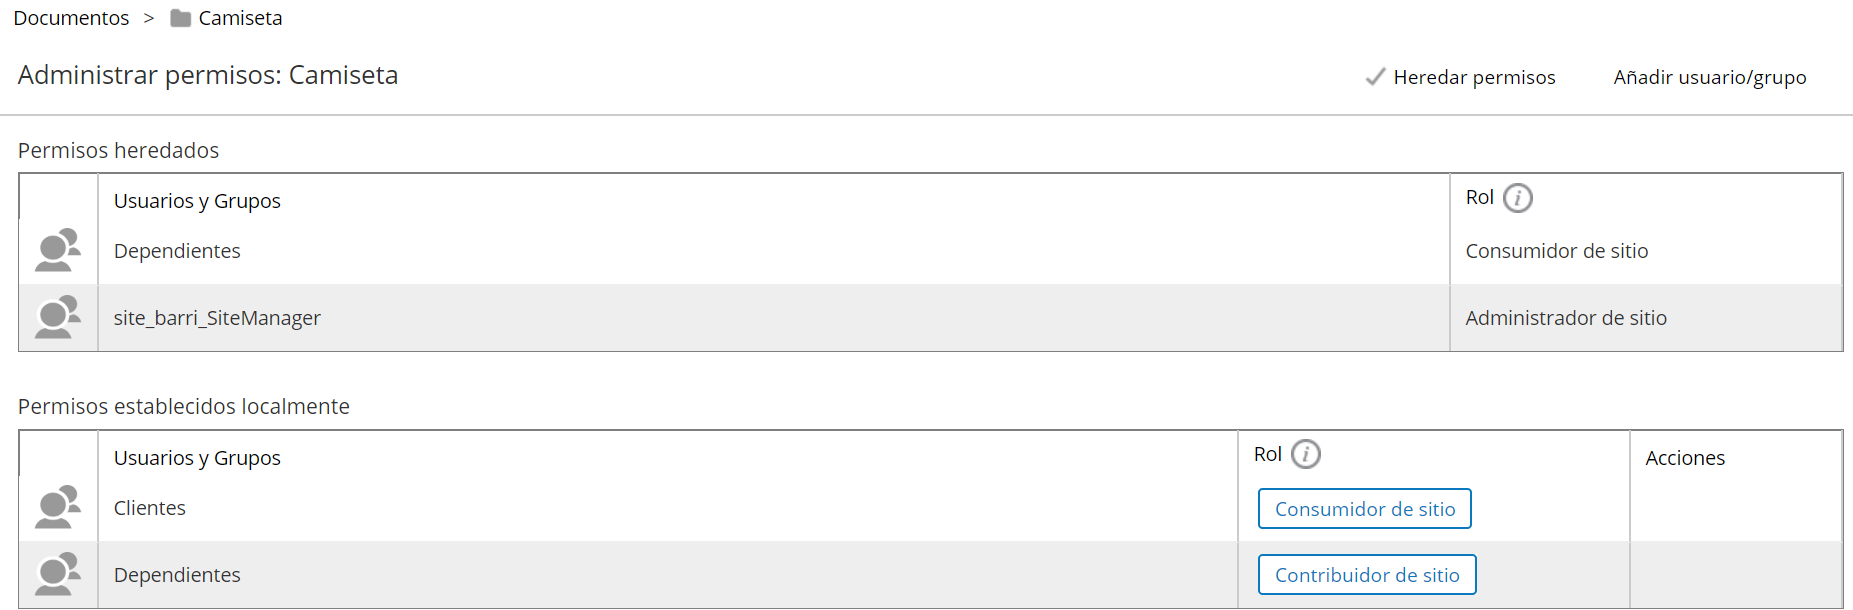 Documentos > Camiseta
Administrar permisos: Camiseta
Heredar permisos
Añadir usuario/grupo
Permisos heredados
Usuarios y Grupos
Rol i
Dependientes
Consumidor de sitio
site_barri_SiteManager
Administrador de sitio
Permisos establecidos localmente
Usuarios y Grupos
Rol i
Acciones
Clientes
Consumidor de sitio
Dependientes
Contribuidor de sitio